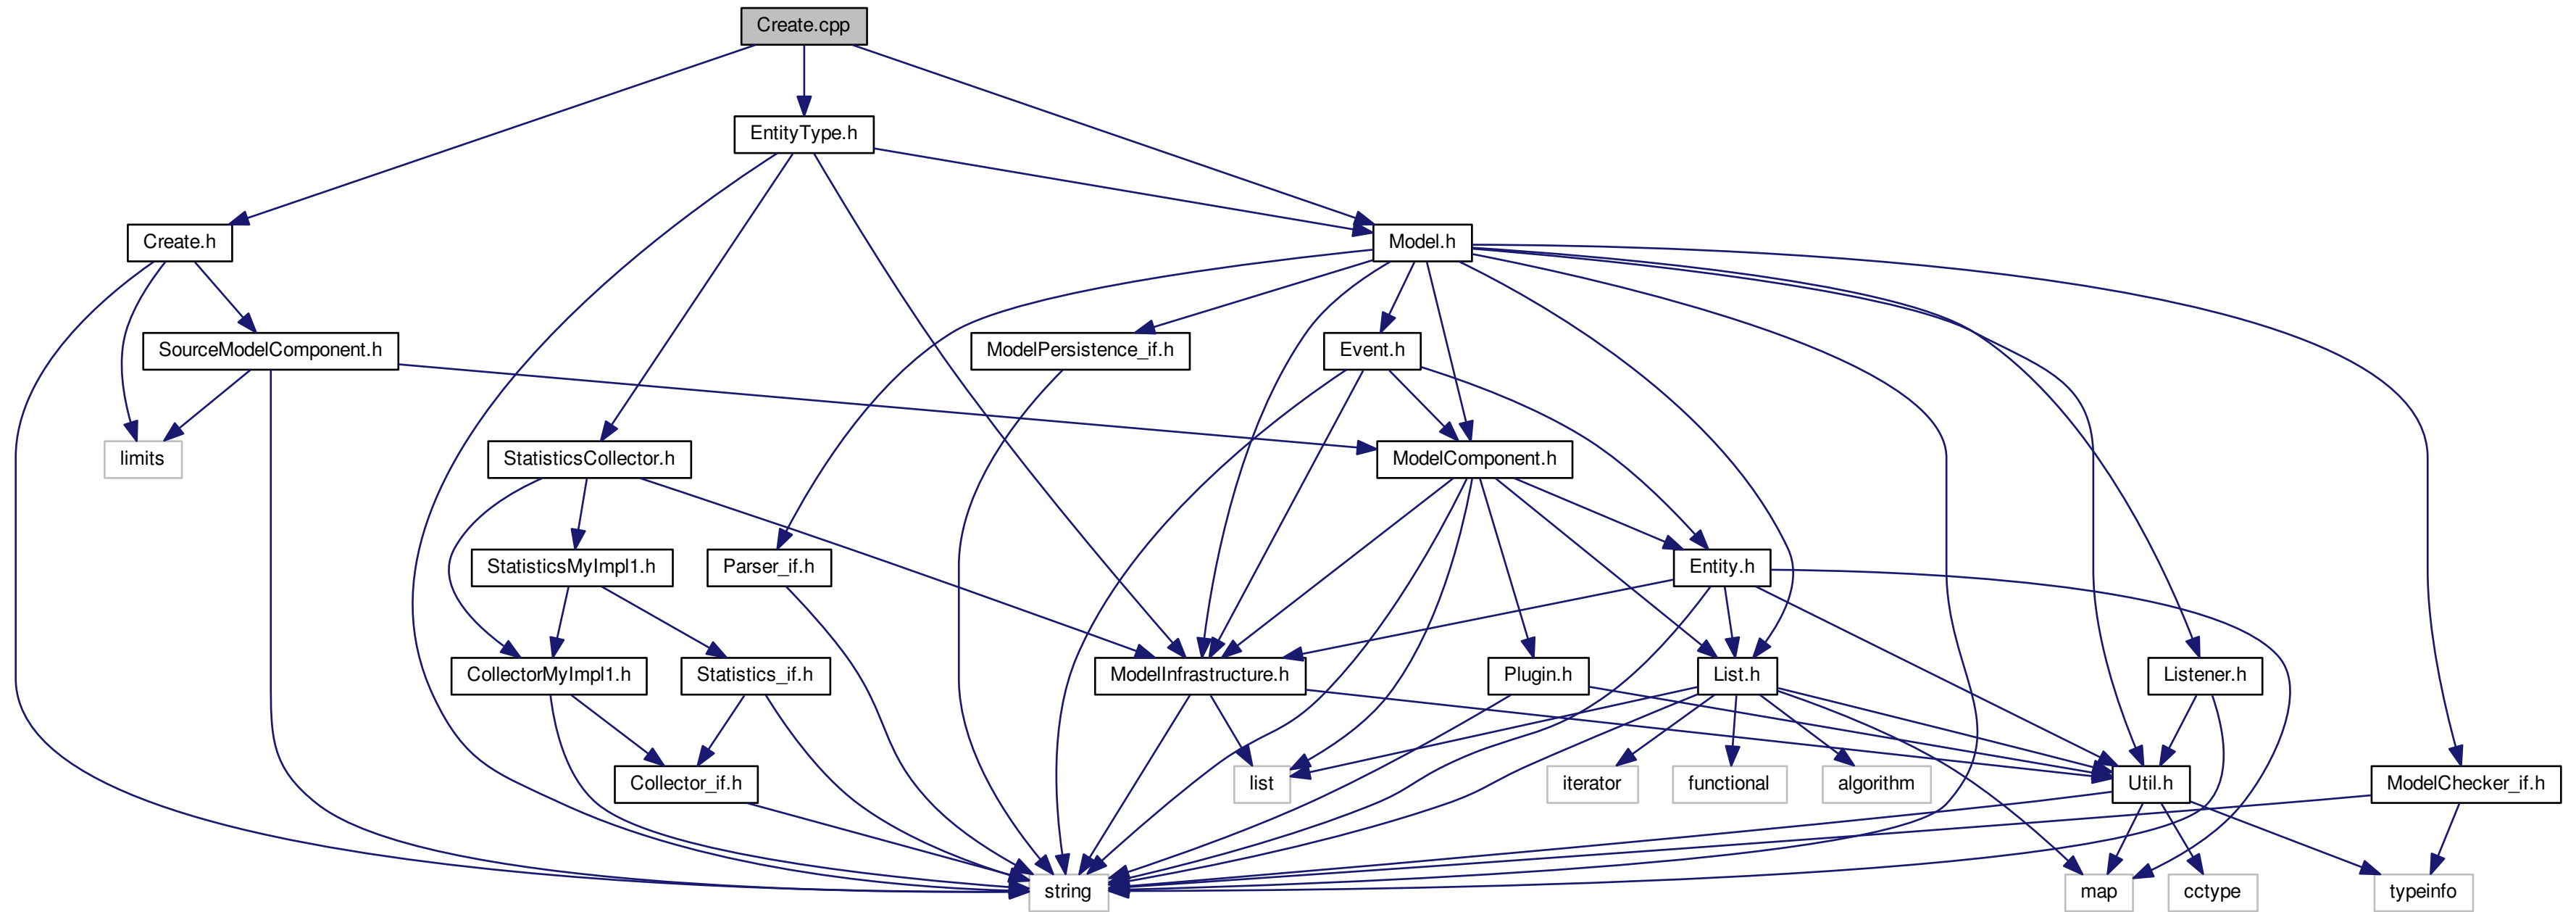 Create.cpp
EntityType.h
Create.h
Model.h
SourceModelComponent.h
ModelPersistence_if.h
Event.h
limits
StatisticsCollector.h
ModelComponent.h
StatisticsMyImpl1.h
Parser_if.h
Entity.h
CollectorMyImpl1.h
Statistics_if.h
ModelInfrastructure.h
Plugin.h
List.h
Listener.h
Collector_if.h
list
iterator
functional
algorithm
Util.h
ModelChecker_if.h
string
map
cctype
typeinfo